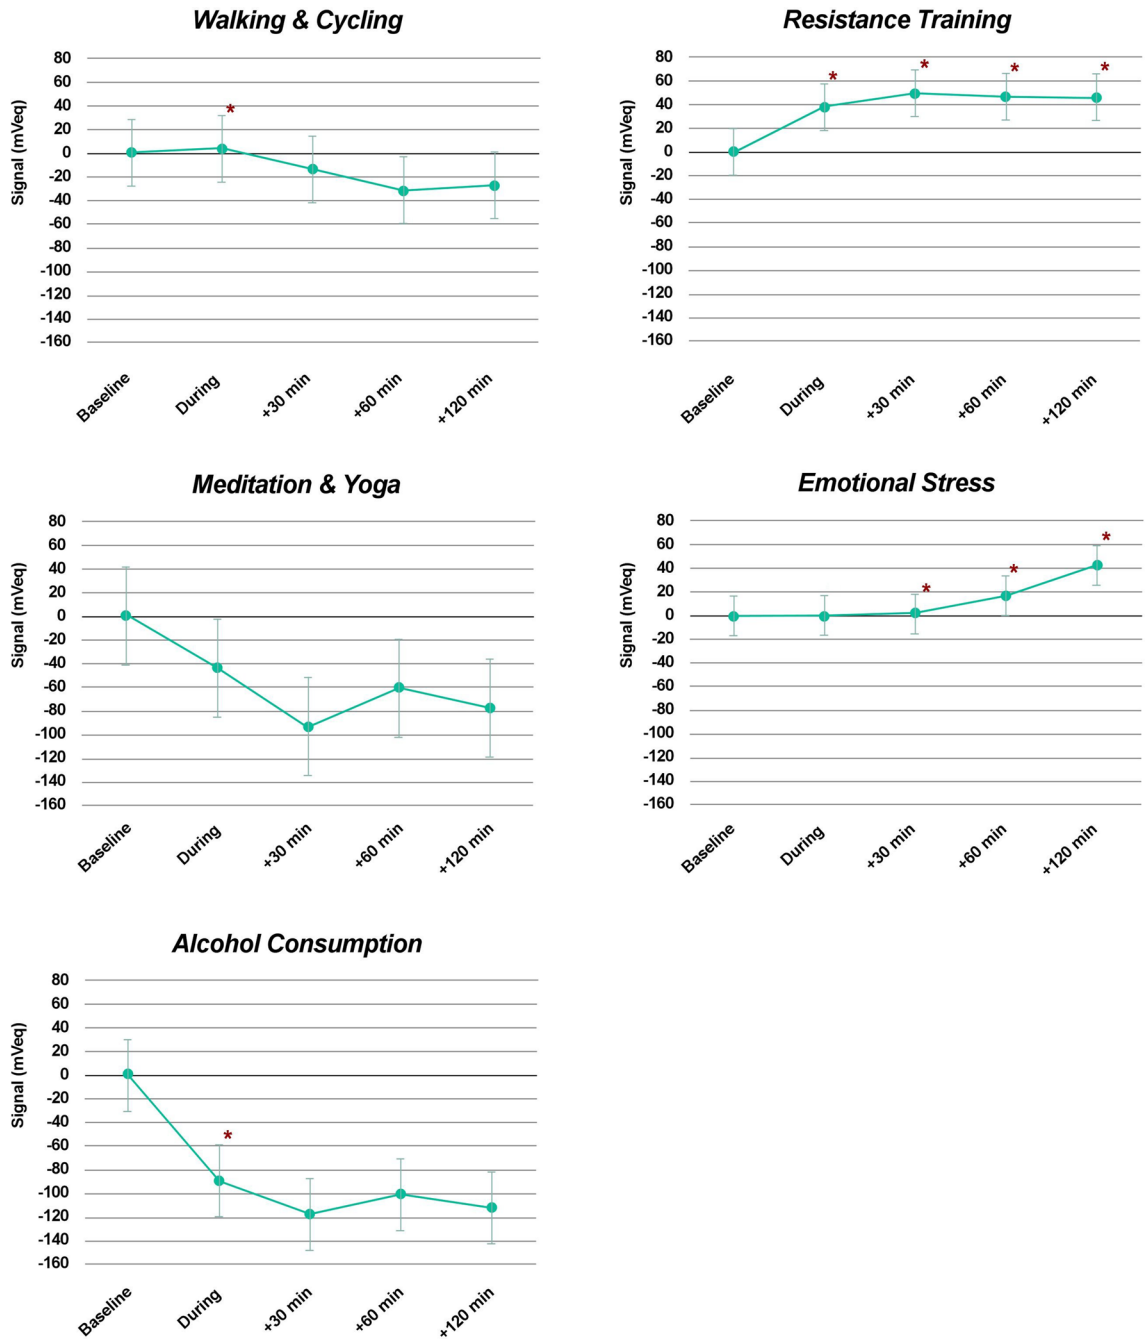 Walking & Cycling
Signal (mVeq)
80
60
40
20
0
-20
-40
-60
-80
-100
-120
-140
-160
*
Baseline
During
+30 min
+60 min
+120 min
Resistance Training
Signal (mVeq)
80
60
40
20
0
-20
-40
-60
-80
-100
-120
-140
-160
*
*
*
*
Baseline
During
+30 min
+60 min
+120 min
Meditation & Yoga
Signal (mVeq)
80
60
40
20
0
-20
-40
-60
-80
-100
-120
-140
-160
Baseline
During
+30 min
+60 min
+120 min
Emotional Stress
Signal (mVeq)
80
60
40
20
0
-20
-40
-60
-80
-100
-120
-140
-160
*
*
*
Baseline
During
+30 min
+60 min
+120 min
Alcohol Consumption
Signal (mVeq)
80
60
40
20
0
-20
-40
-60
-80
-100
-120
-140
-160
*
Baseline
During
+30 min
+60 min
+120 min